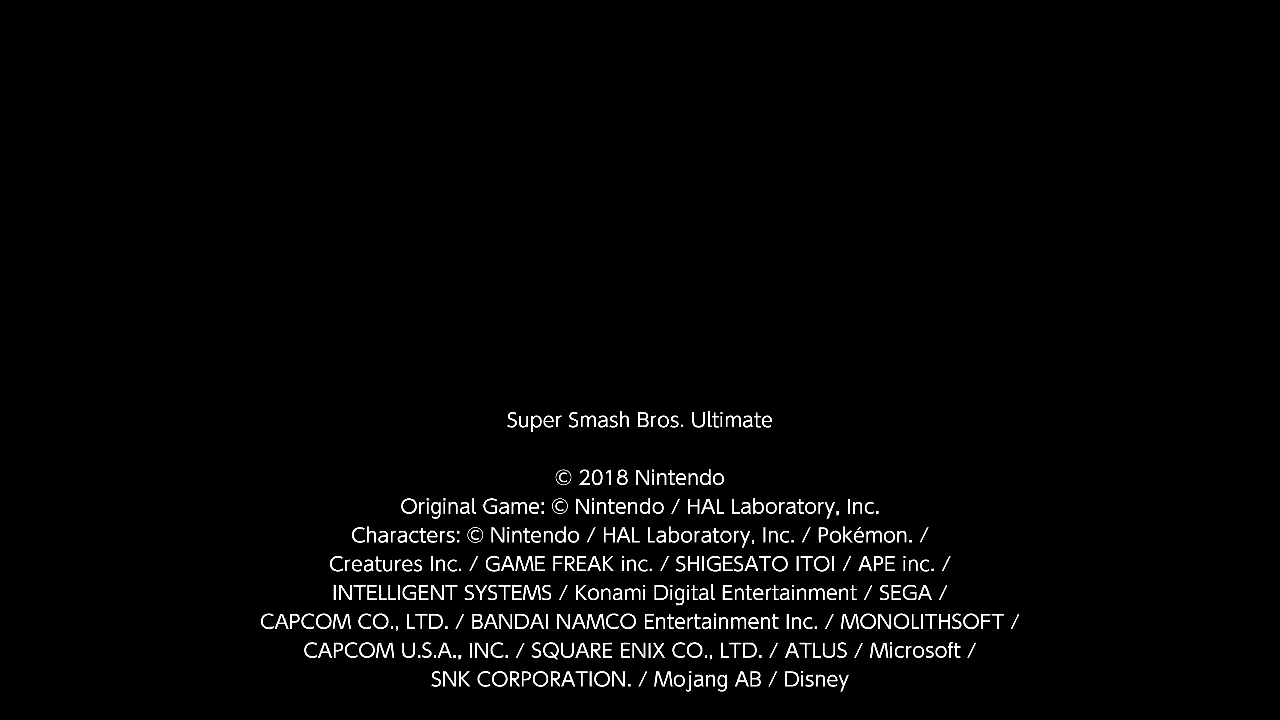 Super Smash Bros. Ultimate
© 2018 Nintendo
Original Game: © Nintendo / HAL Laboratory, Inc.
Characters: © Nintendo / HAL Laboratory, Inc. / Pokémon. /
Creatures Inc. / GAME FREAK inc. / SHIGESATO ITOI / APE inc. /
INTELLIGENT SYSTEMS / Konami Digital Entertainment / SEGA /
CAPCOM CO., LTD. / BANDAI NAMCO Entertainment Inc. / MONOLITHSOFT /
CAPCOM U.S.A., INC. / SQUARE ENIX CO., LTD. / ATLUS / Microsoft /
SNK CORPORATION. / Mojang AB / Disney